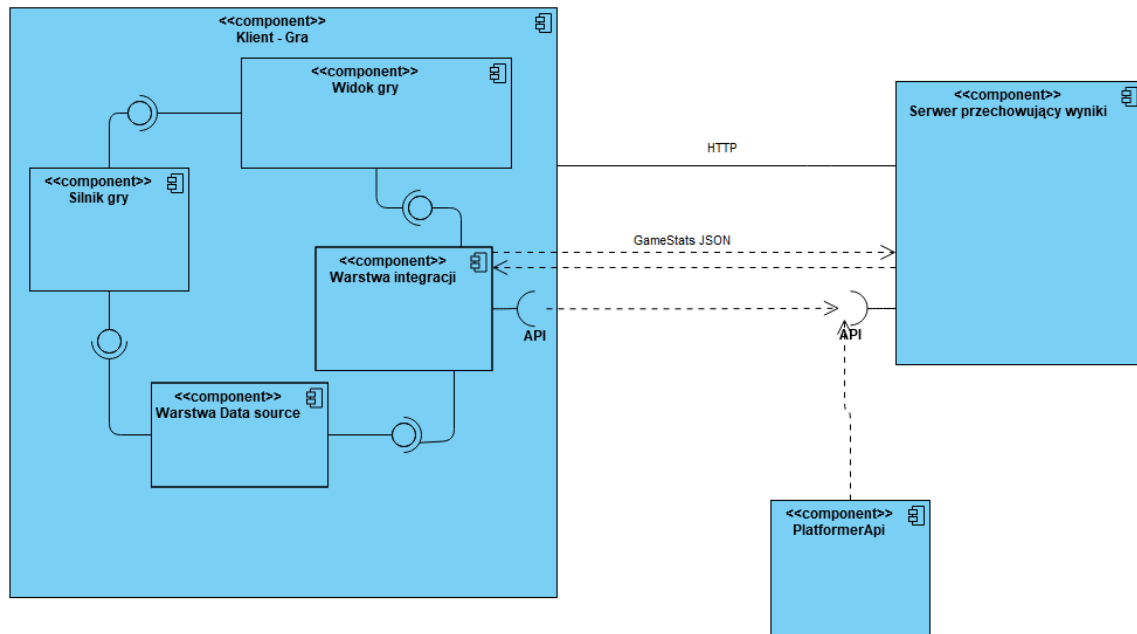 <<component>>
Klient - Gra
<<component>>
Widok gry
<<component>>
Silnik gry
<<component>>
Warstwa integracji
API
<<component>>
Warstwa Data source
HTTP
GameStats JSON
API
<<component>>
Serwer przechowujący wyniki
<<component>>
PlatformerApi